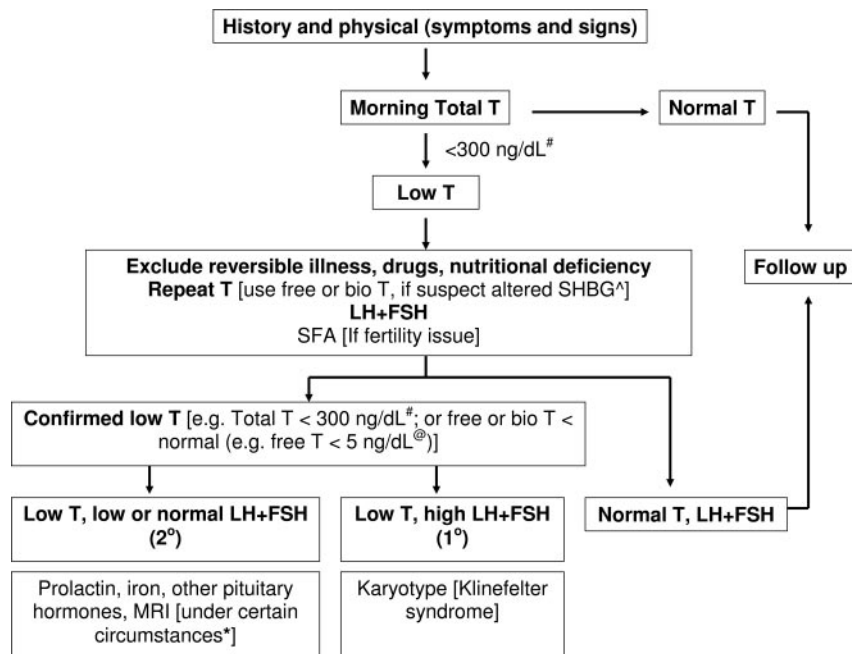 History and physical (symptoms and signs)
Morning Total T
Normal T
<300 ng/dL#
Low T
Exclude reversible illness, drugs, nutritional deficiency
Repeat T [use free or bio T, if suspect altered SHBG^]
LH+FSH
SFA [If fertility issue]
Follow up
Confirmed low T [e.g. Total T < 300 ng/dL#; or free or bio T <
normal (e.g. free T < 5 ng/dL@)]
Low T, low or normal LH+FSH
(2º)
Low T, high LH+FSH
(1º)
Normal T, LH+FSH
Prolactin, iron, other pituitary
hormones, MRI [under certain
circumstances*]
Karyotype [Klinefelter
syndrome]